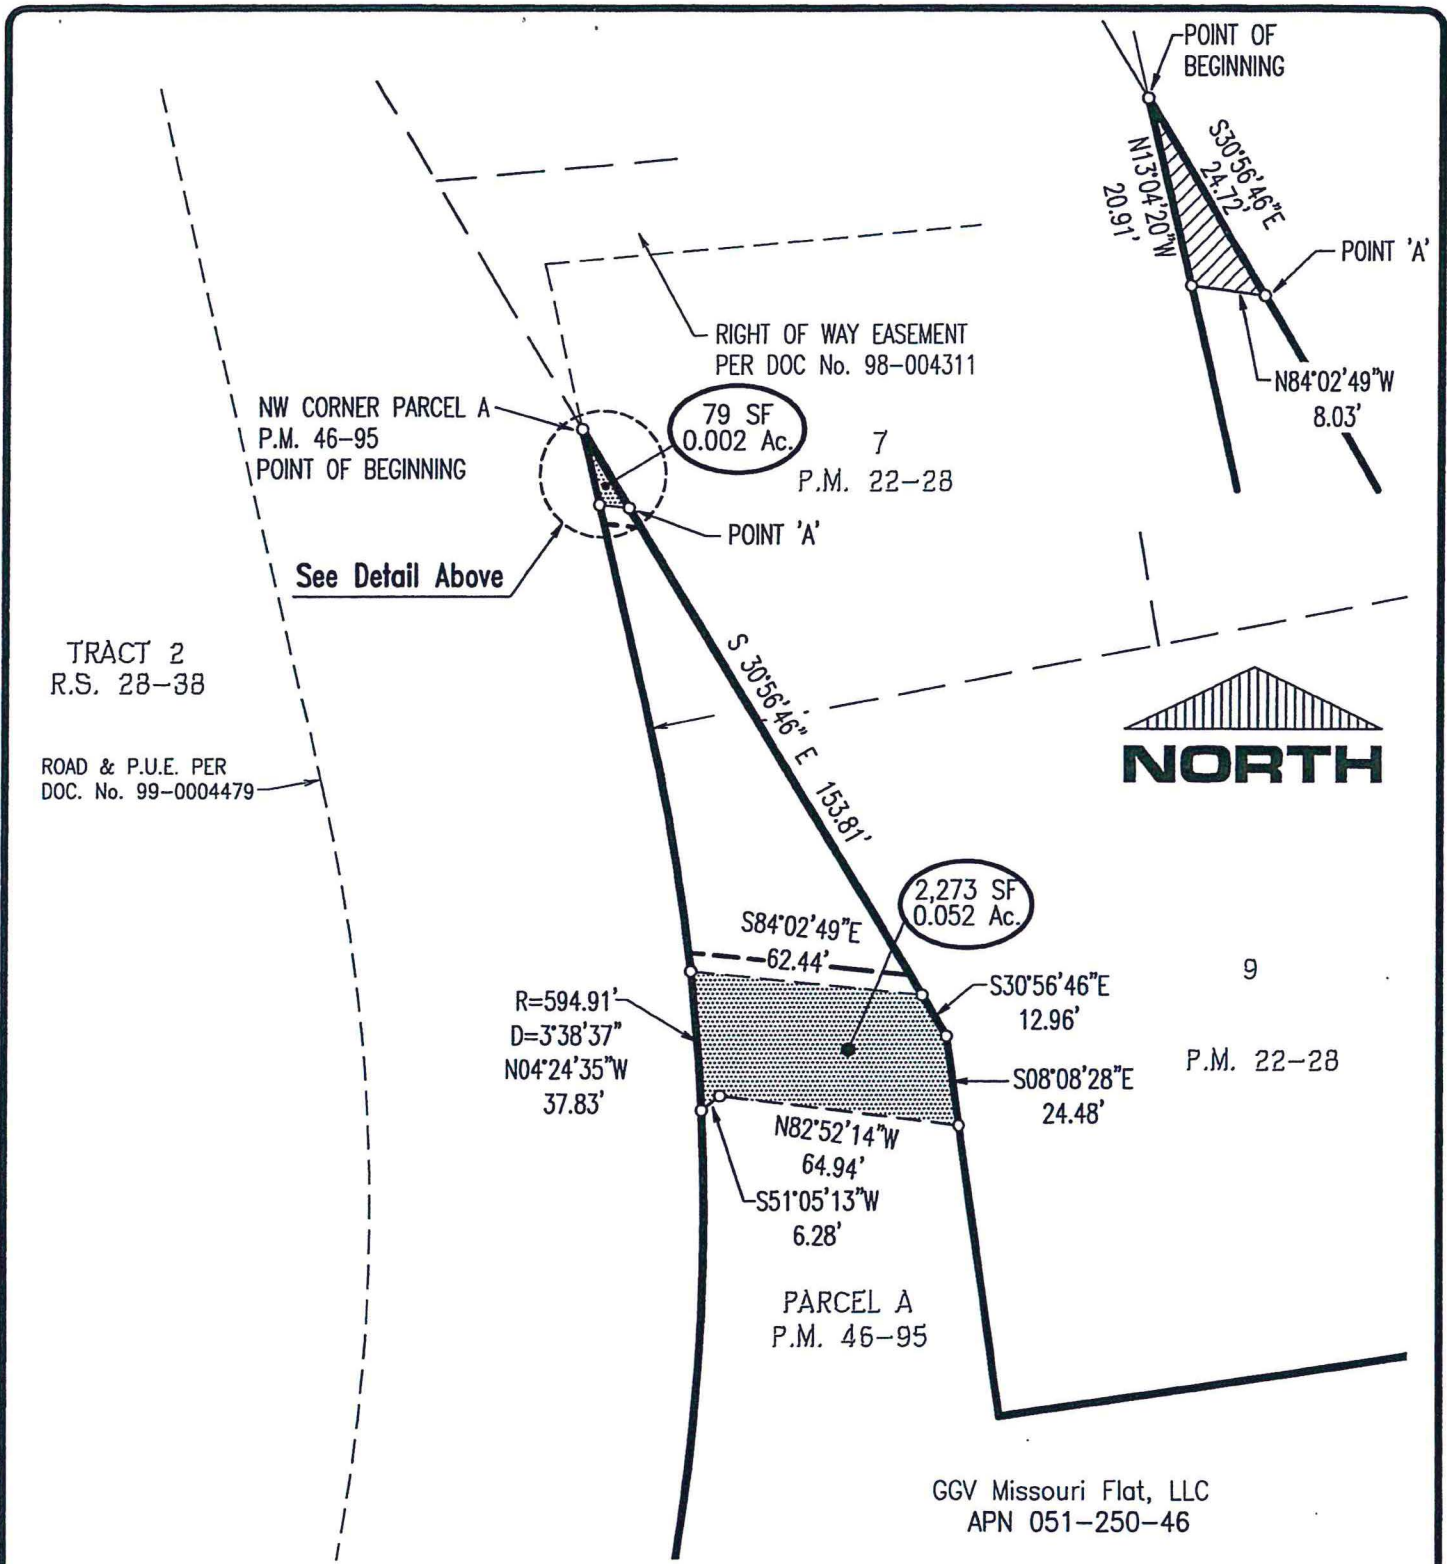 POINT OF
BEGINNING
S30°56'46"E
24.72'
N13°04'20"W
20.91'
POINT 'A'
N84°02'49"W
8.03'
RIGHT OF WAY EASEMENT
PER DOC No. 98-004311
NW CORNER PARCEL A
P.M. 46-95
POINT OF BEGINNING
79 SF
0.002 Ac.
7
P.M. 22-28
POINT 'A'
See Detail Above
TRACT 2
R.S. 28-38
S 30°56'46" E 153.81'
NORTH
ROAD & P.U.E. PER
DOC. No. 99-0004479
2,273 SF
0.052 Ac.
S84°02'49"E
62.44'
9
P.M. 22-28
S30°56'46"E
12.96'
R=594.91'
D=3°38'37"
N04°24'35"W
37.83'
S08°08'28"E
24.48'
N82°52'14"W
64.94'
S51°05'13"W
6.28'
PARCEL A
P.M. 46-95
GGV Missouri Flat, LLC
APN 051-250-46